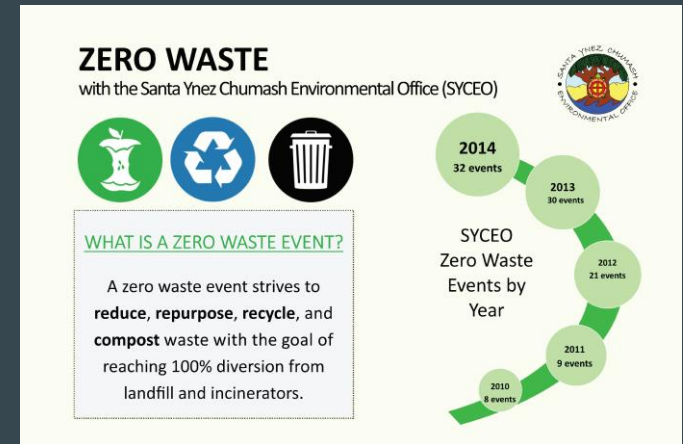 ZERO WASTE
with the Santa Ynez Chumash Environmental Office (SYCEO)
SANTA YNEZ CHUMASH
ENVIRONMENTAL OFFICE
WHAT IS A ZERO WASTE EVENT?
A zero waste event strives to
reduce, repurpose, recycle, and
compost waste with the goal of
reaching 100% diversion from
landfill and incinerators.
SYCEO
Zero Waste
Events by
Year
2014
32 events
2013
30 events
2012
21 events
2011
9 events
2010
8 events